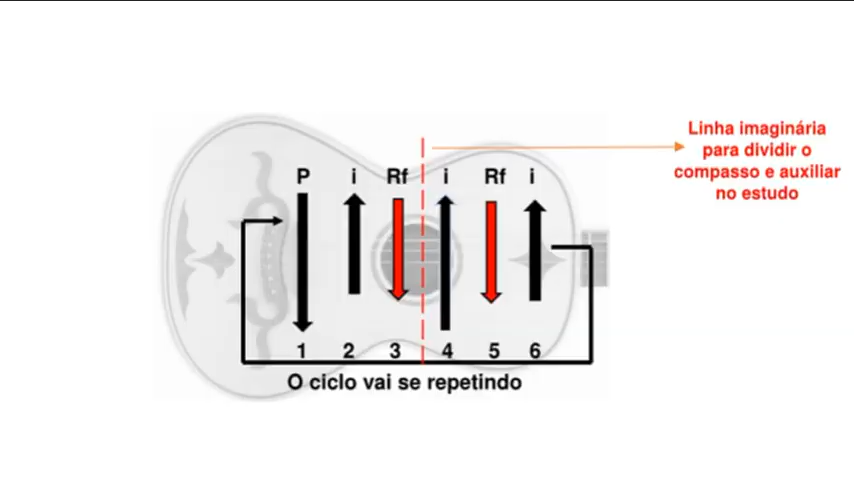 Linha imaginária
para dividir o
compasso e auxiliar
no estudo
P i Rf i Rf i
1 2 3 4 5 6
O ciclo vai se repetindo